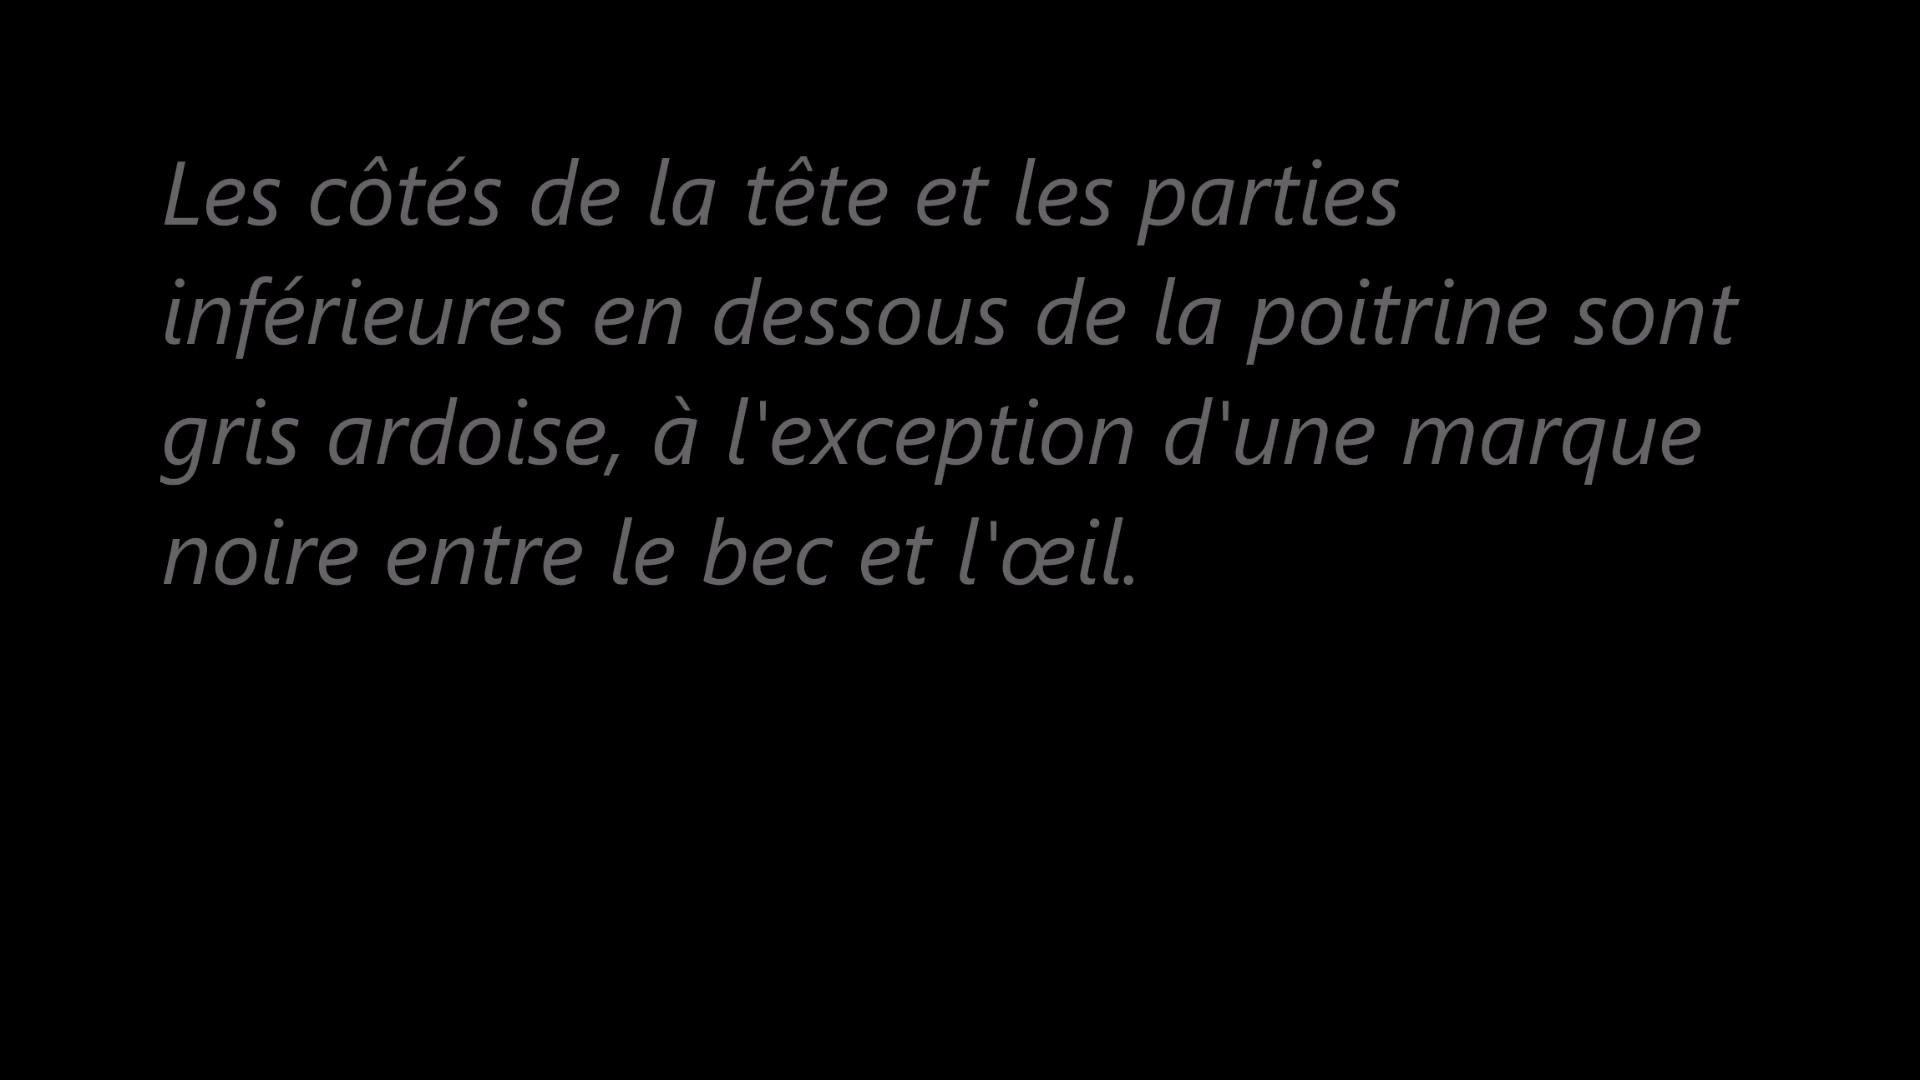 Les côtés de la tête et les parties
inférieures en dessous de la poitrine sont
gris ardoise, à l'exception d'une marque
noire entre le bec et l'œil.